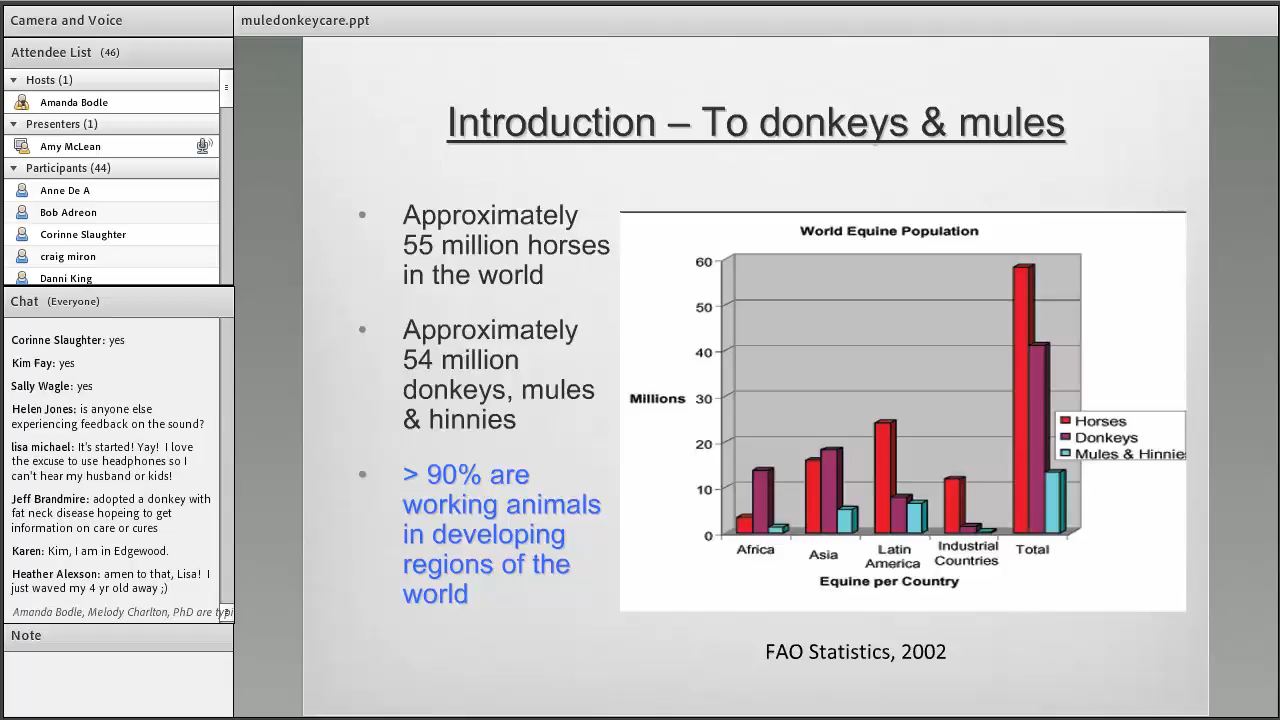 Camera and Voice
Attendee List (46)
Hosts (1)
Amanda Bodle
Presenters (1)
Amy McLean
Participants (44)
Anne De A
Bob Adreon
Corinne Slaughter
craig miron
Danni King
Chat (Everyone)
Corinne Slaughter: yes
Kim Fay: yes
Sally Wagle: yes
Helen Jones: is anyone else
experiencing feedback on the sound?
lisa michael: It's started! Yay! I love
the excuse to use headphones so I
can't hear my husband or kids!
Jeff Brandmire: adopted a donkey with
fat neck disease hopeing to get
information on care or cures
Karen: Kim, I am in Edgewood.
Heather Alexson: amen to that, Lisa! I
just waved my 4 yr old away ;)
Amanda Bodle, Melody Charlton, PhD are typi
Note
muledonkeycare.ppt
Introduction – To donkeys & mules
• Approximately
55 million horses
in the world
• Approximately
54 million
donkeys, mules
& hinnies
• > 90% are
working animals
in developing
regions of the
world
World Equine Population
60
50
40
Millions 30
20
10
0
Horses
Donkeys
Mules & Hinnies
Africa Asia Latin America Industrial Countries Total
Equine per Country
FAO Statistics, 2002